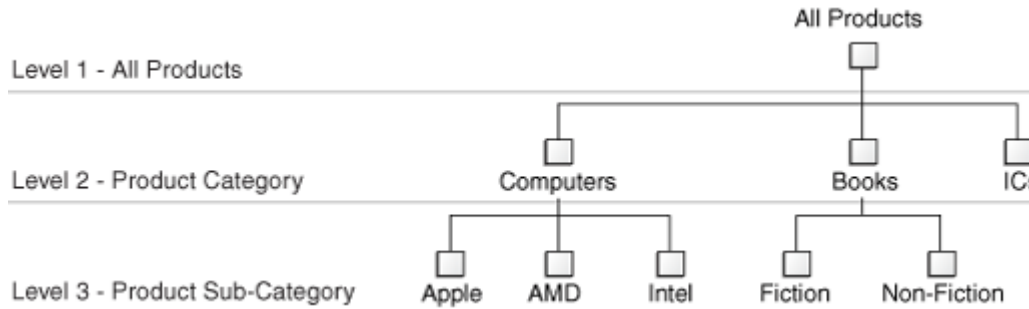 All Products
Level 1 - All Products
Level 2 - Product Category
Computers
Books
Level 3 - Product Sub-Category
Apple
AMD
Intel
Fiction
Non-Fiction